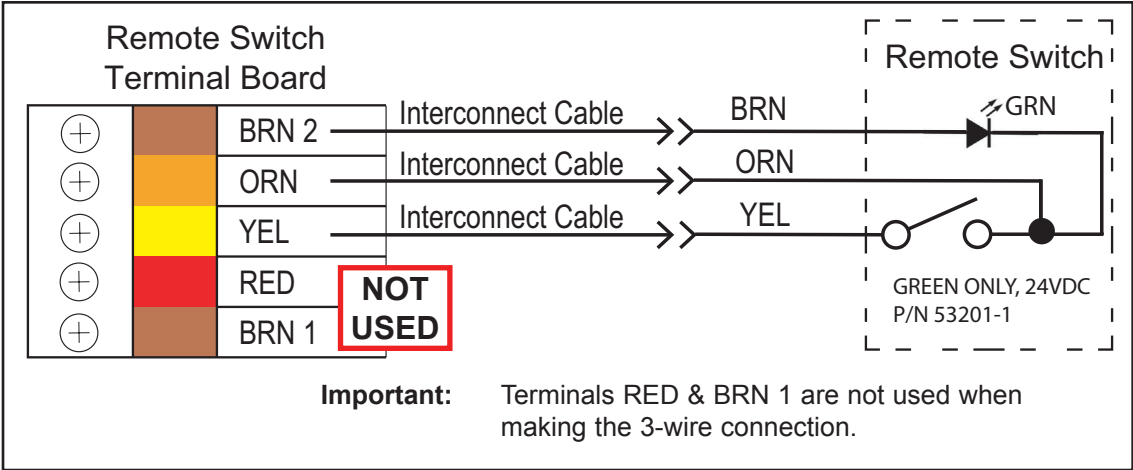 Remote Switch
Terminal Board
BRN 2
ORN
YEL
RED
BRN 1
NOT
USED
Interconnect Cable
Interconnect Cable
Interconnect Cable
BRN
ORN
YEL
Remote Switch
GRN
GREEN ONLY, 24VDC
P/N 53201-1
Important: Terminals RED & BRN 1 are not used when
making the 3-wire connection.